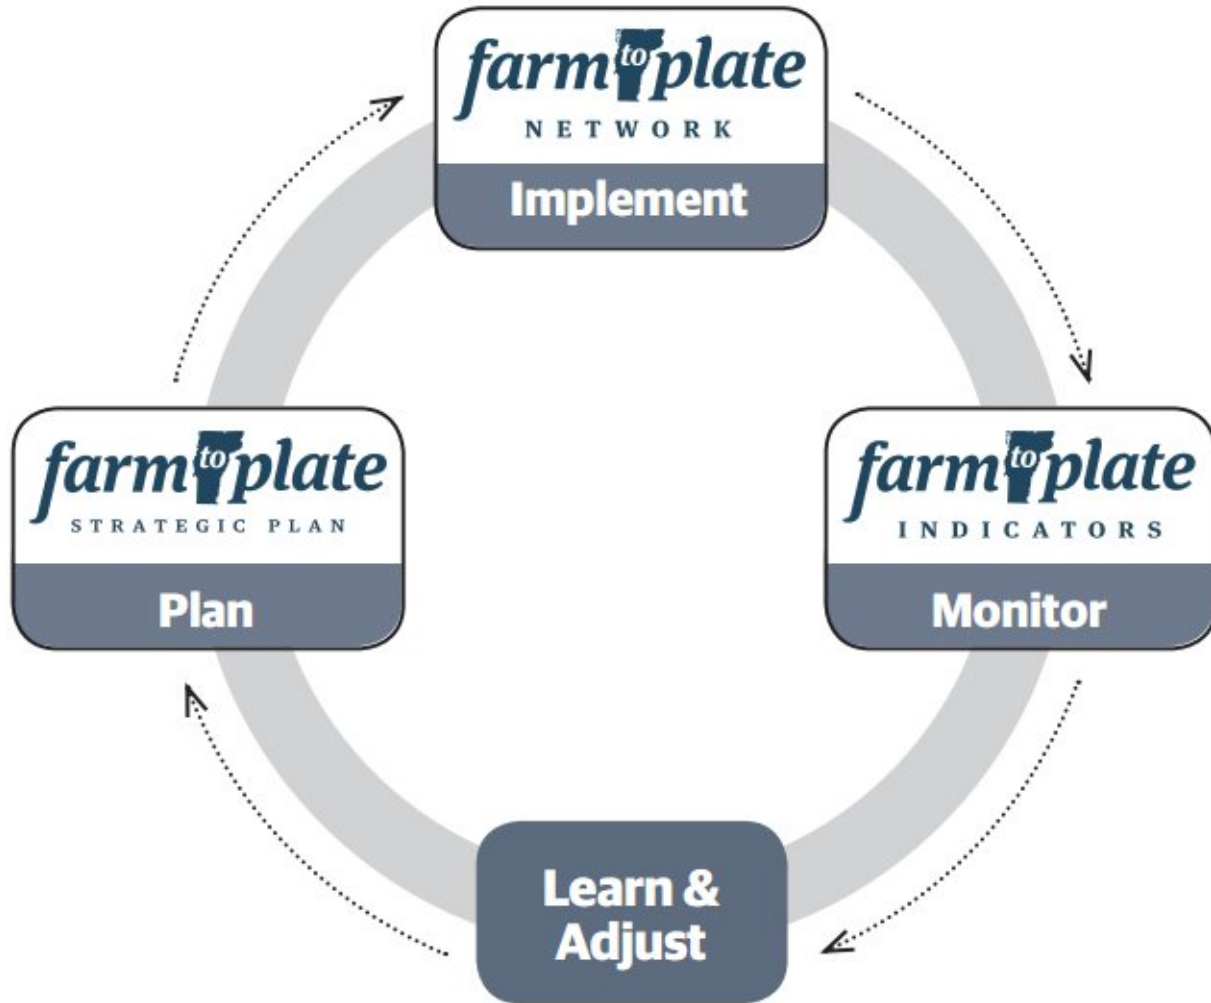 farm to plate
NETWORK
Implement
farm to plate
STRATEGIC PLAN
Plan
farm to plate
INDICATORS
Monitor
Learn &
Adjust